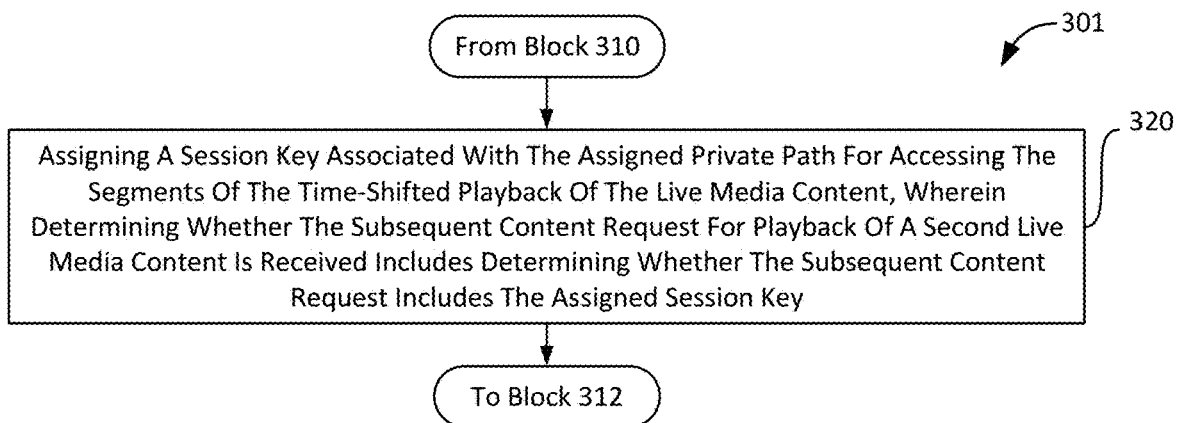 From Block 310
301
320
Assigning A Session Key Associated With The Assigned Private Path For Accessing The
Segments Of The Time-Shifted Playback Of The Live Media Content, Wherein
Determining Whether The Subsequent Content Request For Playback Of A Second Live
Media Content Is Received Includes Determining Whether The Subsequent Content
Request Includes The Assigned Session Key
To Block 312